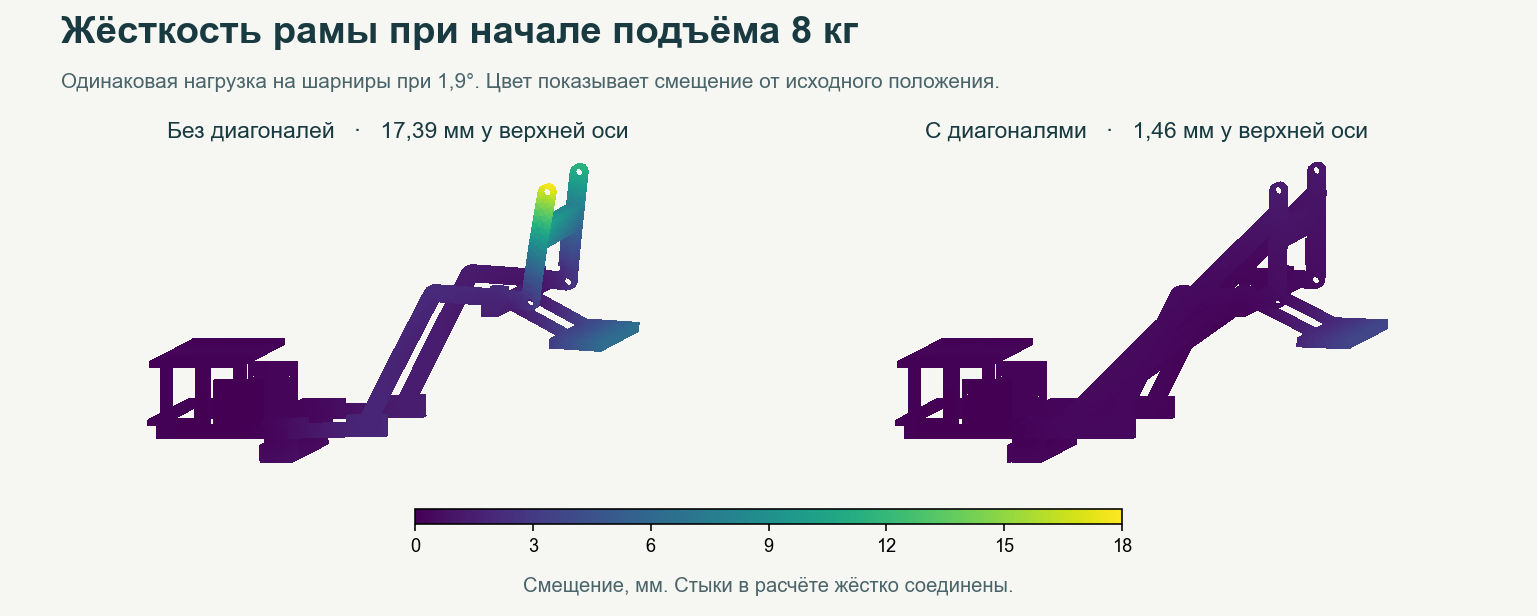 Жёсткость рамы при начале подъёма 8 кг
Одинаковая нагрузка на шарниры при 1,9°. Цвет показывает смещение от исходного положения.
Без диагоналей · 17,39 мм у верхней оси
С диагоналями · 1,46 мм у верхней оси
0 3 6 9 12 15 18
Смещение, мм. Стыки в расчёте жёстко соединены.